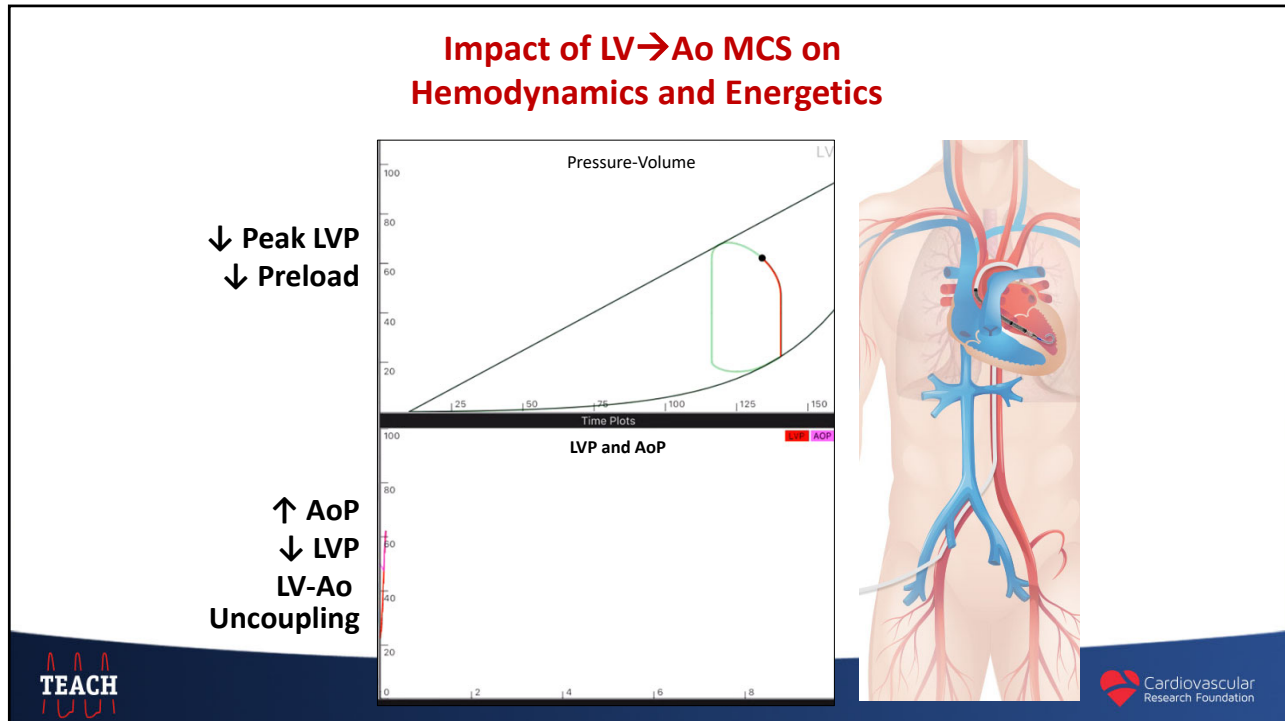 Impact of LV→Ao MCS on
Hemodynamics and Energetics
↓ Peak LVP
↓ Preload
Pressure-Volume
LV
100
80
60
40
20
25
50
75
100
125
150
Time Plots
LVP and AoP
LVP
AOP
100
80
60
40
20
0
2
4
6
8
↑ AoP
↓ LVP
LV-Ao
Uncoupling
TEACH
Cardiovascular
Research Foundation